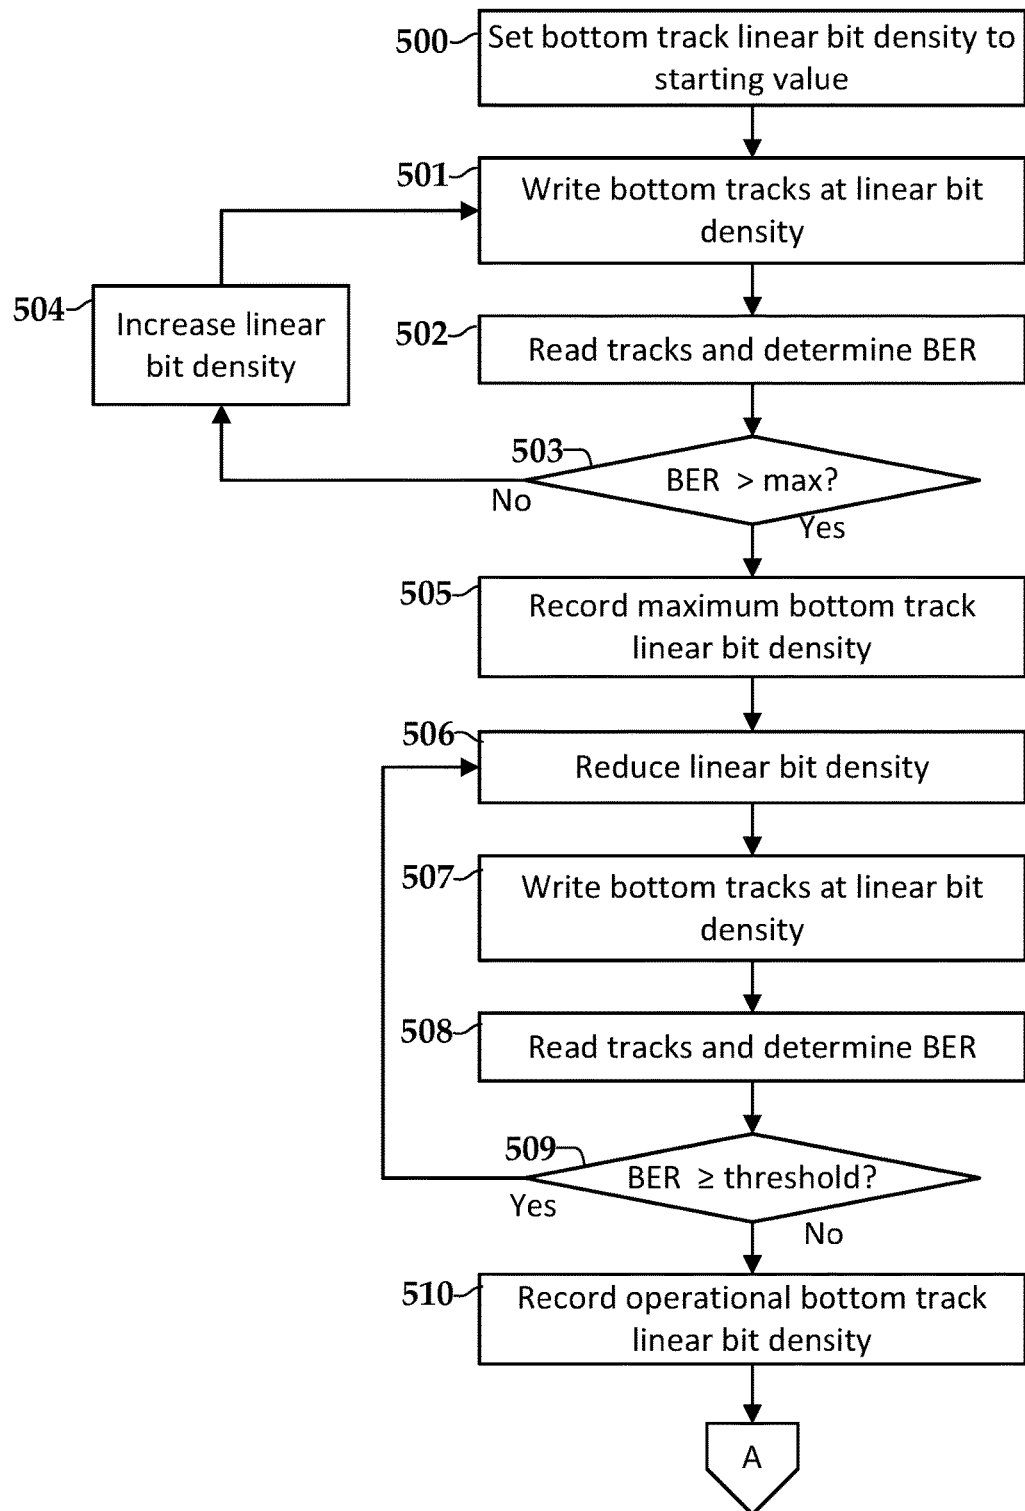 500
Set bottom track linear bit density to
starting value
501
Write bottom tracks at linear bit
density
504
Increase linear
bit density
502
Read tracks and determine BER
503
BER > max?
No
Yes
505
Record maximum bottom track
linear bit density
506
Reduce linear bit density
507
Write bottom tracks at linear bit
density
508
Read tracks and determine BER
509
BER ≥ threshold?
Yes
No
510
Record operational bottom track
linear bit density
A